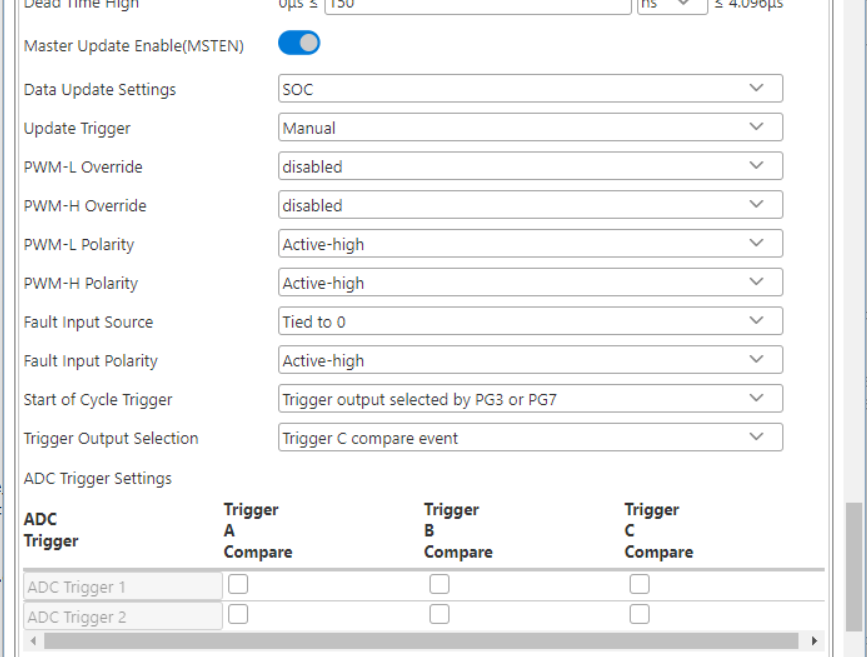 Dead Time High 0µs ≤ 150 ns ≤ 4.096µs
Master Update Enable(MSTEN)
Data Update Settings SOC
Update Trigger Manual
PWM-L Override disabled
PWM-H Override disabled
PWM-L Polarity Active-high
PWM-H Polarity Active-high
Fault Input Source Tied to 0
Fault Input Polarity Active-high
Start of Cycle Trigger Trigger output selected by PG3 or PG7
Trigger Output Selection Trigger C compare event
ADC Trigger Settings
ADC
Trigger
Trigger
A
Compare
Trigger
B
Compare
Trigger
C
Compare
ADC Trigger 1
ADC Trigger 2